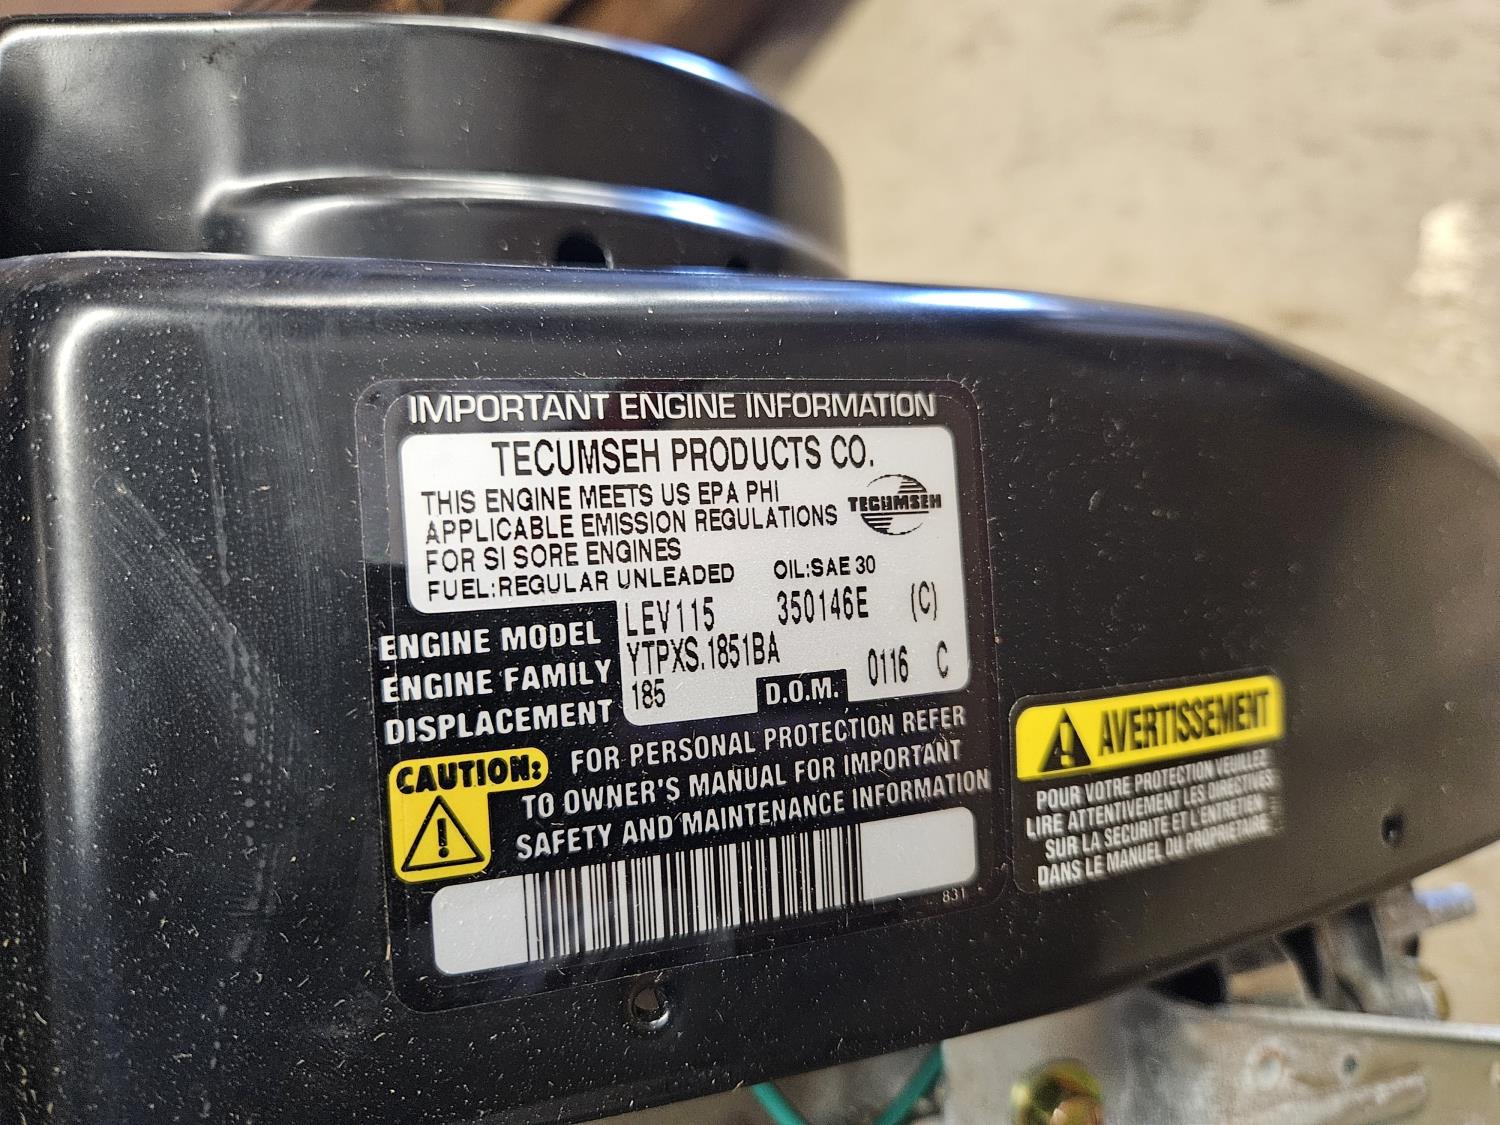 IMPORTANT ENGINE INFORMATION
TECUMSEH PRODUCTS CO.
THIS ENGINE MEETS US EPA PHI
APPLICABLE EMISSION REGULATIONS
FOR SI SORE ENGINES
TECUMSEH
FUEL:REGULAR UNLEADED OIL:SAE 30
ENGINE MODEL LEV115 350146E (C)
ENGINE FAMILY YTPXS.1851BA
DISPLACEMENT 185 D.O.M. 0116 C
CAUTION: FOR PERSONAL PROTECTION REFER
TO OWNER'S MANUAL FOR IMPORTANT
SAFETY AND MAINTENANCE INFORMATION
831
AVERTISSEMENT
POUR VOTRE PROTECTION VEUILLEZ
LIRE ATTENTIVEMENT LES DIRECTIVES
SUR LA SECURITE ET L'ENTRETIEN
DANS LE MANUEL DU PROPRIETAIRE